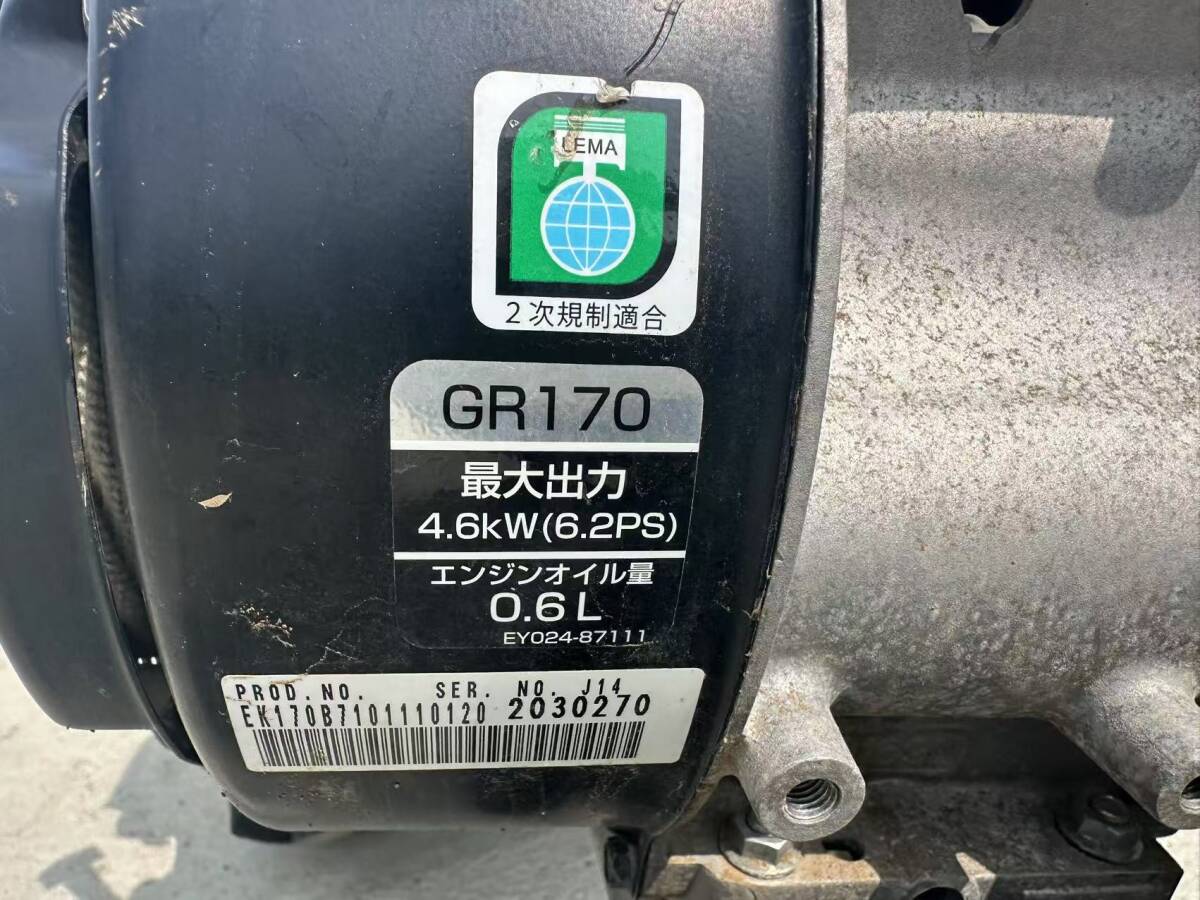 LEMA
2次規制適合
GR170
最大出力
4.6kW(6.2PS)
エンジンオイル量
0.6L
EY024-87111
PROD.NO. SER. NO. J14
EK170B7101110120 2030270